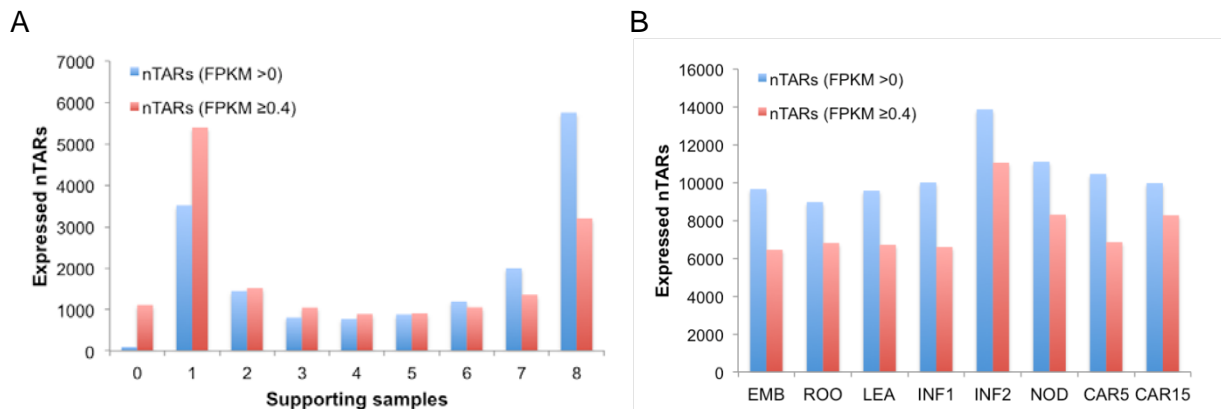 A
7000
6000
5000
4000
3000
2000
1000
0
Expressed nTARs
nTARs (FPKM >0)
nTARs (FPKM ≥0.4)
0 1 2 3 4 5 6 7 8
Supporting samples
B
16000
14000
12000
10000
8000
6000
4000
2000
0
Expressed nTARs
nTARs (FPKM >0)
nTARs (FPKM ≥0.4)
EMB ROO LEA INF1 INF2 NOD CAR5 CAR15